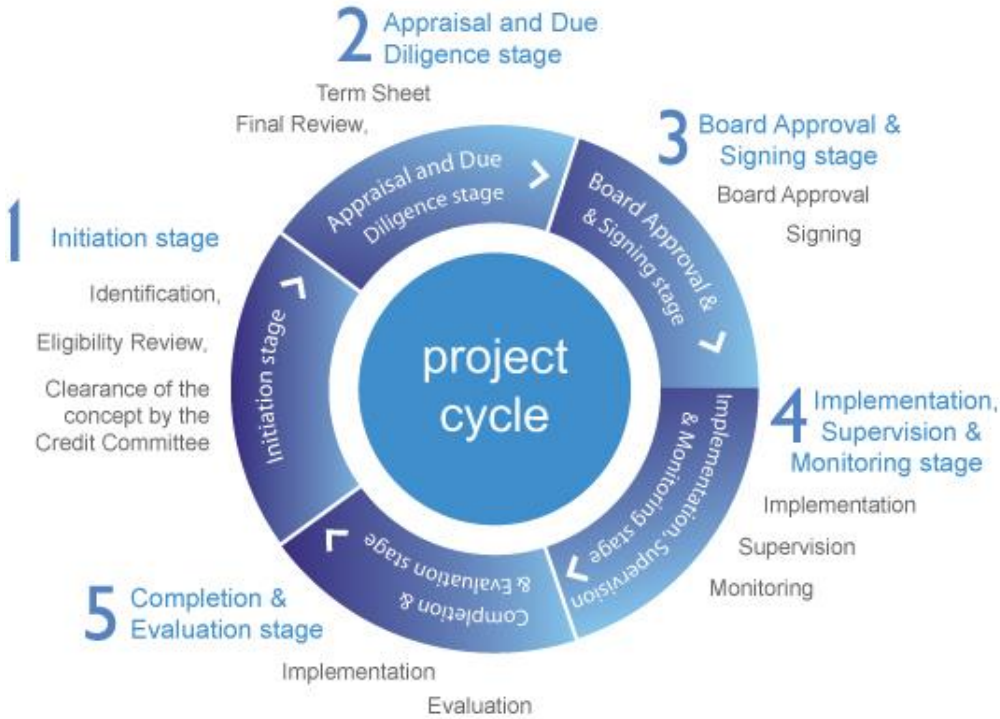 2 Appraisal and Due
Diligence stage
Term Sheet
Final Review,
3 Board Approval &
Signing stage
Board Approval
Signing
1 Initiation stage
Identification,
Eligibility Review,
Clearance of the
concept by the
Credit Committee
4 Implementation,
Supervision &
Monitoring stage
Implementation
Supervision
Monitoring
5 Completion &
Evaluation stage
Implementation
Evaluation
Initiation stage
Appraisal and Due
Diligence stage
Board Approval &
& Signing stage
Implementation, Supervision
& Monitoring stage
Completion &
& Evaluation stage
project
cycle